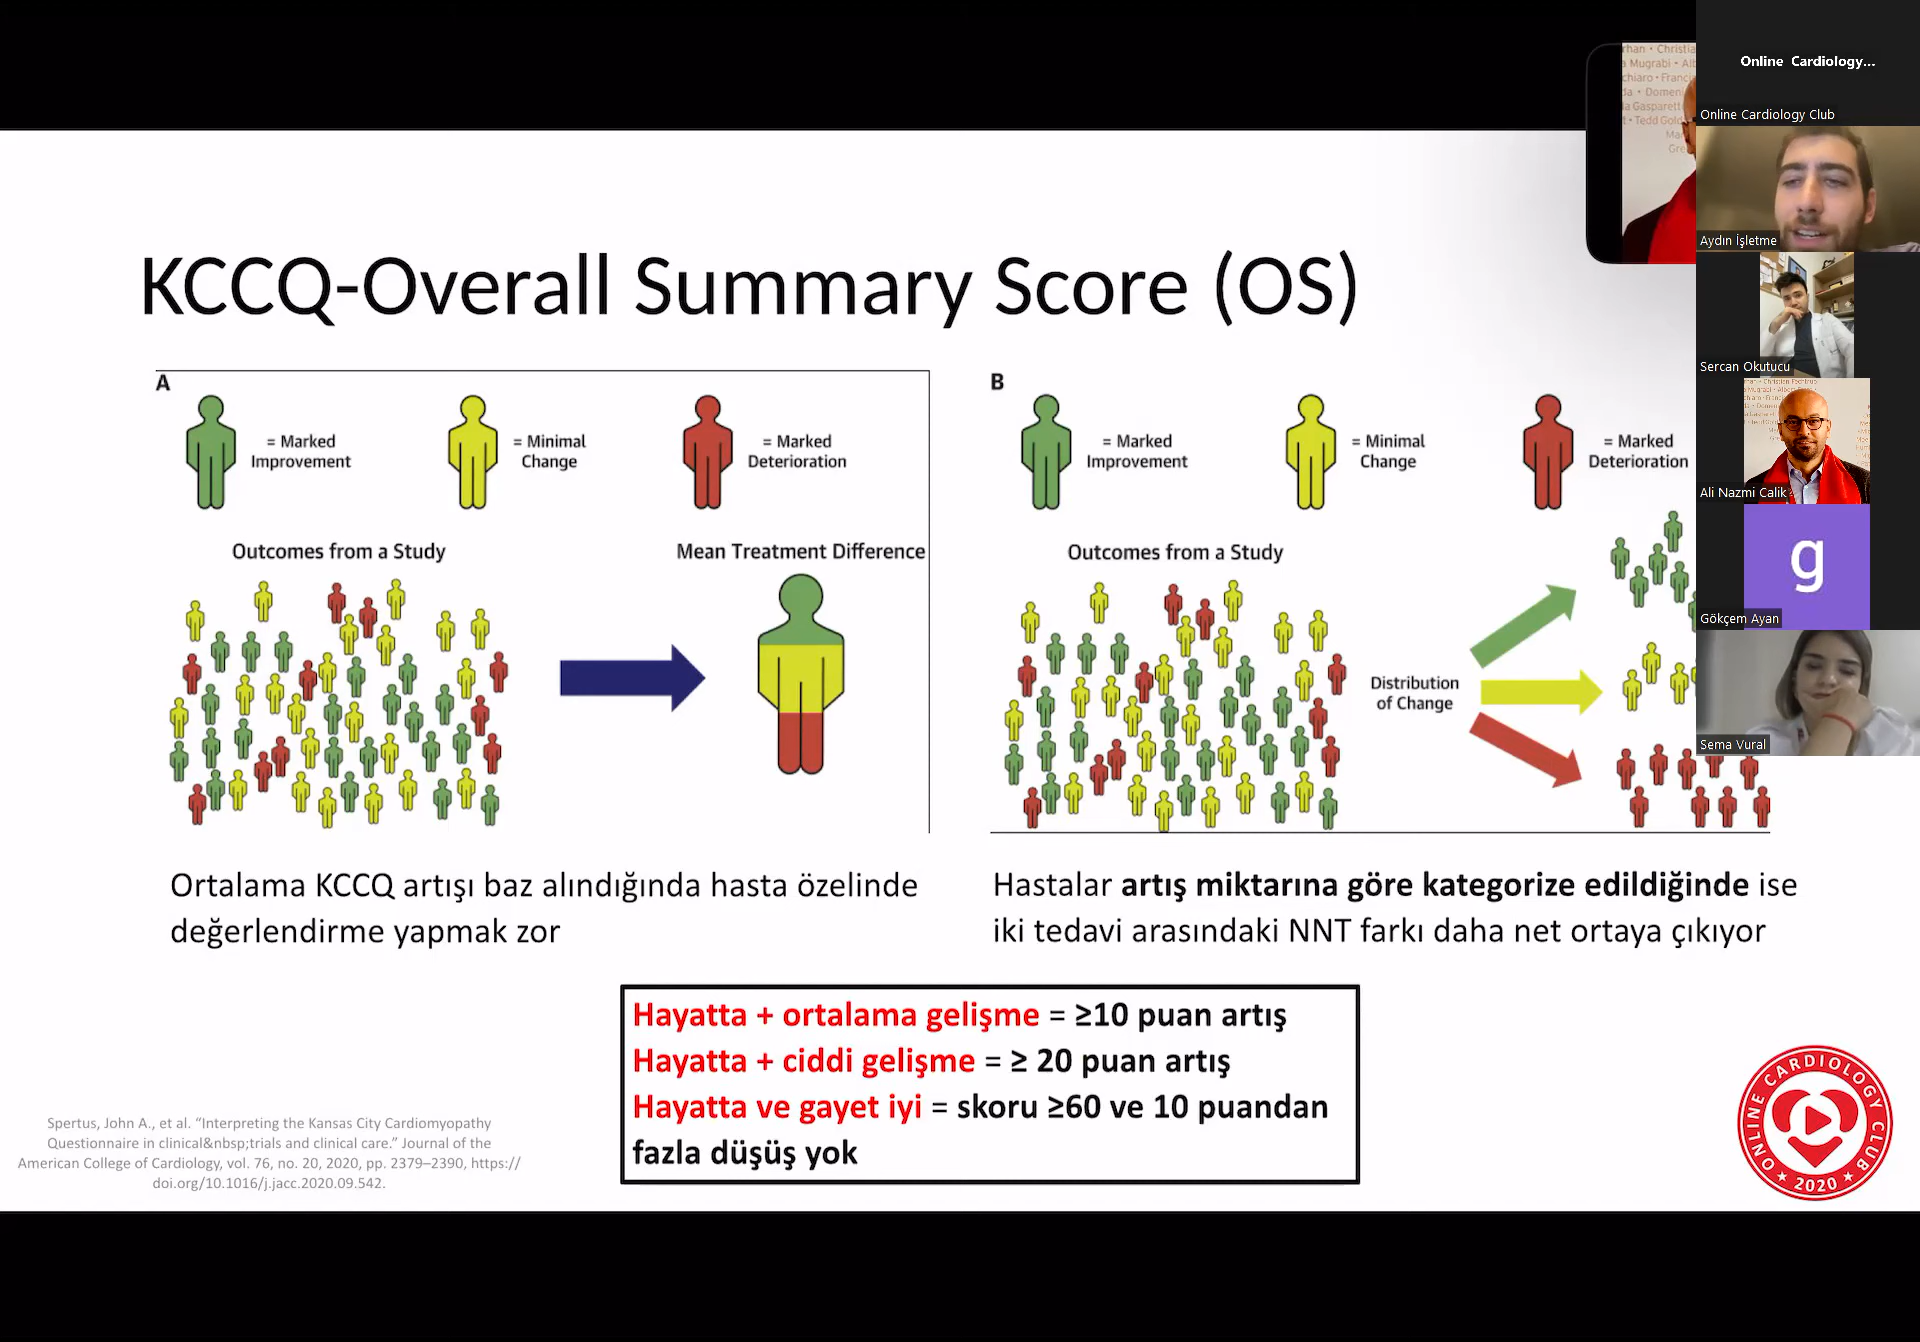 KCCQ-Overall Summary Score (OS)
A
= Marked
Improvement
= Minimal
Change
= Marked
Deterioration
Outcomes from a Study
Mean Treatment Difference
Ortalama KCCQ artışı baz alındığında hasta özelinde
değerlendirme yapmak zor
B
= Marked
Improvement
= Minimal
Change
= Marked
Deterioration
Outcomes from a Study
Distribution
of Change
Hastalar artış miktarına göre kategorize edildiğinde ise
iki tedavi arasındaki NNT farkı daha net ortaya çıkıyor
Hayatta + ortalama gelişme = ≥10 puan artış
Hayatta + ciddi gelişme = ≥ 20 puan artış
Hayatta ve gayet iyi = skoru ≥60 ve 10 puandan
fazla düşüş yok
Spertus, John A., et al. “Interpreting the Kansas City Cardiomyopathy
Questionnaire in clinical&nbsp;trials and clinical care.” Journal of the
American College of Cardiology, vol. 76, no. 20, 2020, pp. 2379–2390, https://
doi.org/10.1016/j.jacc.2020.09.542.
ONLINE CARDIOLOGY CLUB
2020
Online Cardiology...
Online Cardiology Club
Aydın İşletme
Sercan Okutucu
Ali Nazmi Calik
g
Gökçem Ayan
Sema Vural